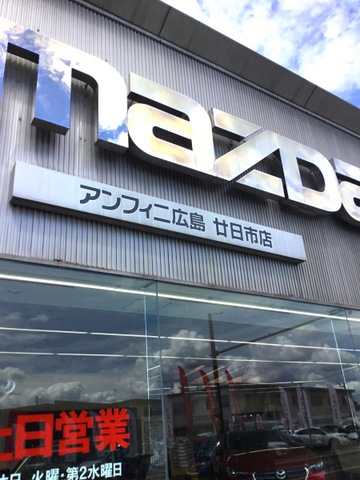 mazda
アンフィニ広島 廿日市店
土日営業
火曜・第2水曜日